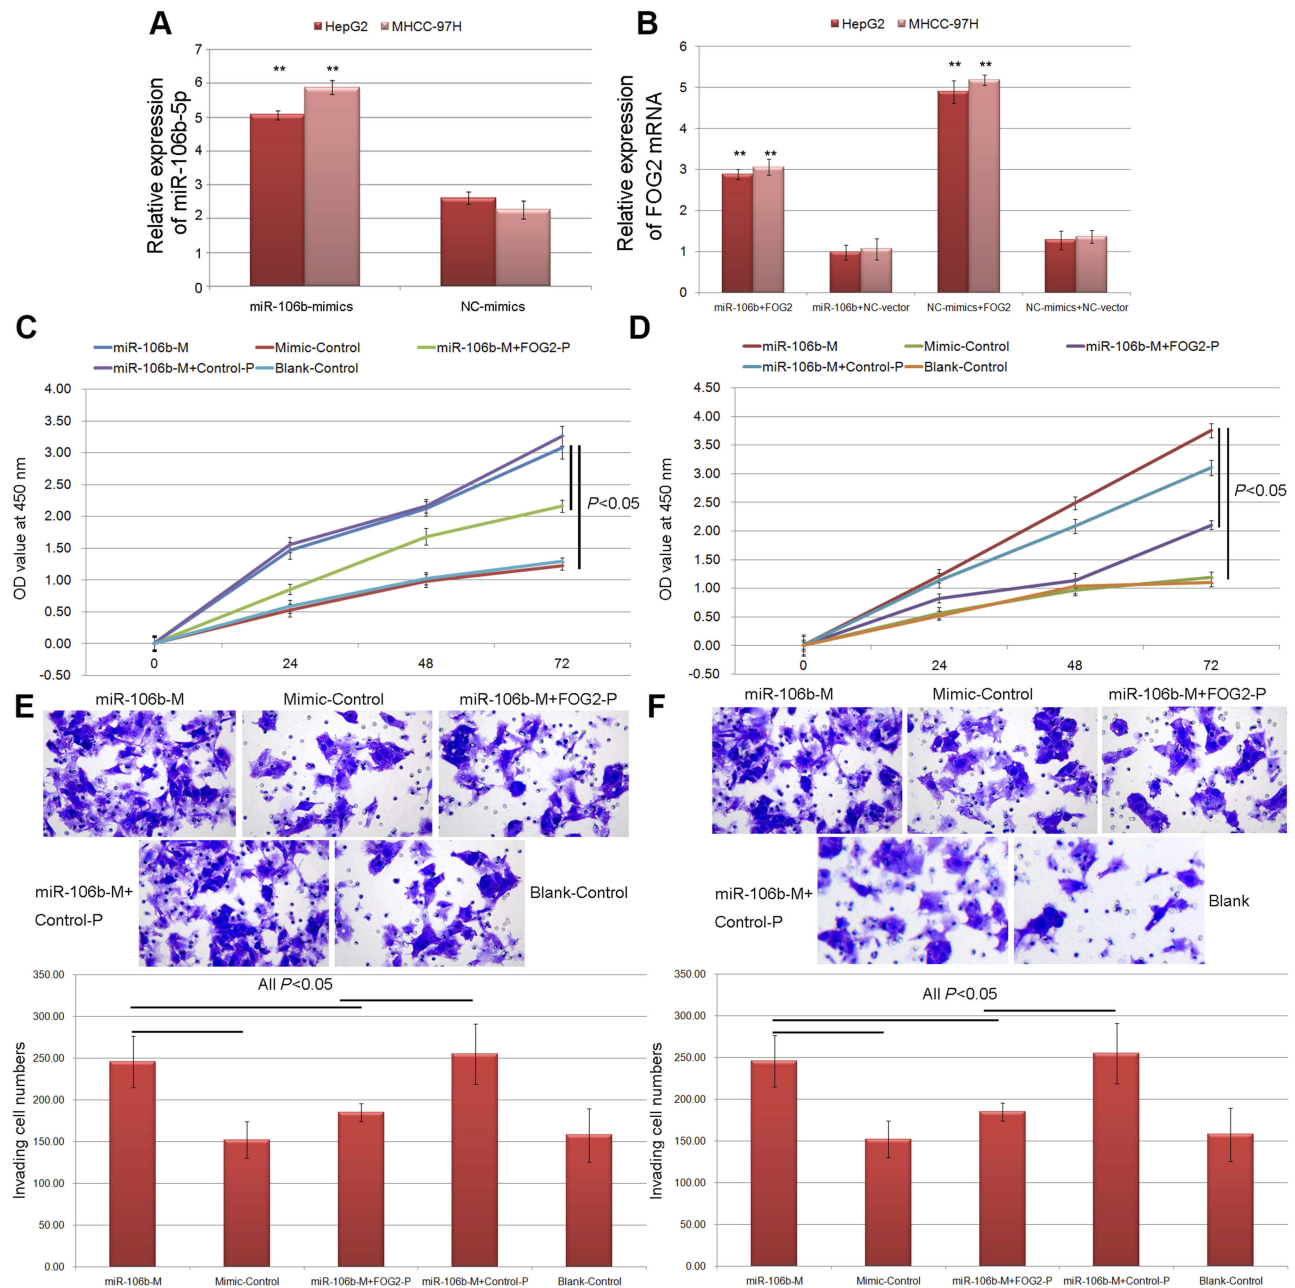 A
HepG2 MHCC-97H
Relative expression
of miR-106b-5p
7
6
5
4
3
2
1
0
** **
miR-106b-mimics NC-mimics
B
HepG2 MHCC-97H
Relative expression
of FOG2 mRNA
6
5
4
3
2
1
0
** ** ** **
miR-106b+FOG2 miR-106b+NC-vector NC-mimics+FOG2 NC-mimics+NC-vector
C
miR-106b-M Mimic-Control miR-106b-M+FOG2-P
miR-106b-M+Control-P Blank-Control
OD value at 450 nm
4.00
3.50
3.00
2.50
2.00
1.50
1.00
0.50
0.00
-0.50
0 24 48 72
P<0.05
D
miR-106b-M Mimic-Control miR-106b-M+FOG2-P
miR-106b-M+Control-P Blank-Control
OD value at 450 nm
4.50
4.00
3.50
3.00
2.50
2.00
1.50
1.00
0.50
0.00
-0.50
0 24 48 72
P<0.05
E
miR-106b-M Mimic-Control miR-106b-M+FOG2-P
miR-106b-M+
Control-P
Blank-Control
All P<0.05
Invading cell numbers
350.00
300.00
250.00
200.00
150.00
100.00
50.00
0.00
miR-106b-M Mimic-Control miR-106b-M+FOG2-P miR-106b-M+Control-P Blank-Control
F
miR-106b-M Mimic-Control miR-106b-M+FOG2-P
miR-106b-M+
Control-P
Blank
All P<0.05
Invading cell numbers
350.00
300.00
250.00
200.00
150.00
100.00
50.00
0.00
miR-106b-M Mimic-Control miR-106b-M+FOG2-P miR-106b-M+Control-P Blank-Control